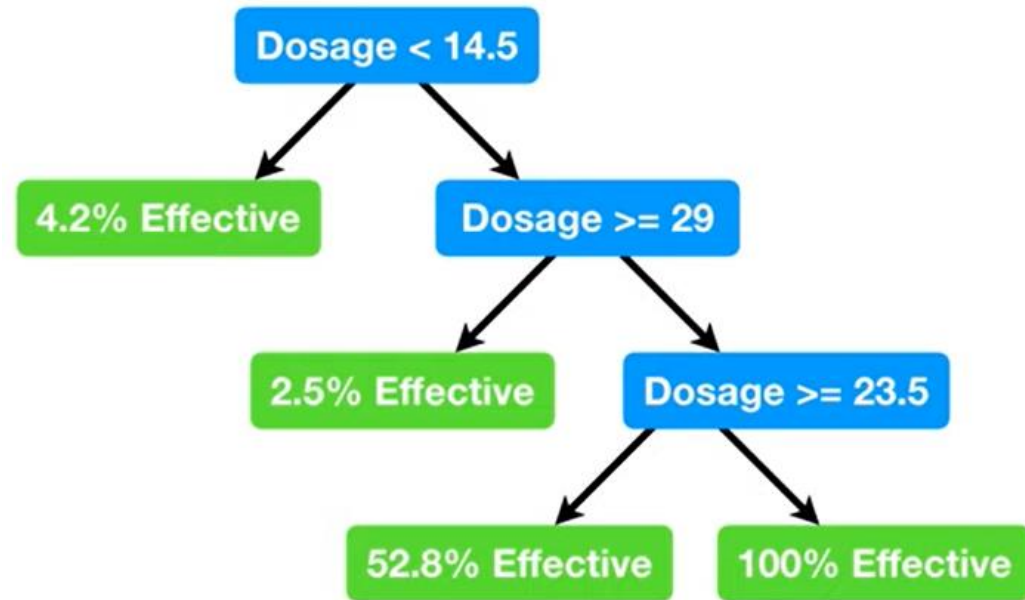 Dosage < 14.5
4.2% Effective
Dosage >= 29
2.5% Effective
Dosage >= 23.5
52.8% Effective
100% Effective